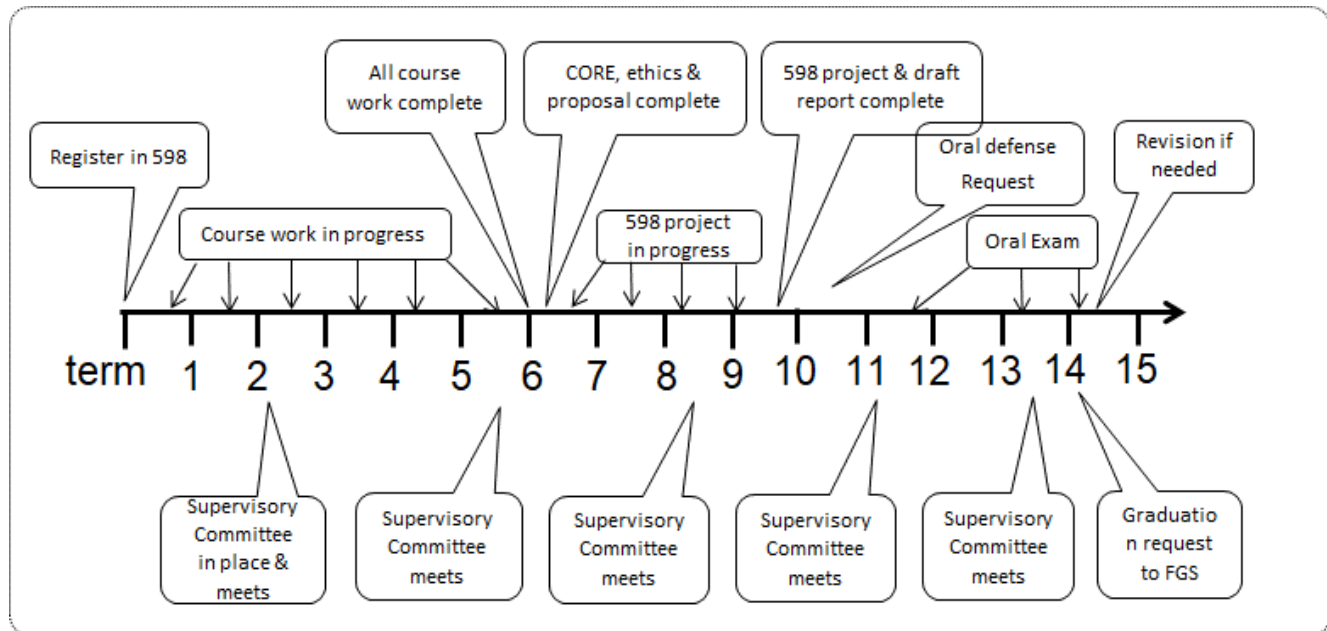 All course
work complete
CORE, ethics &
proposal complete
598 project & draft
report complete
Register in 598
Oral defense
Request
Revision if
needed
Course work in progress
598 project
in progress
Oral Exam
term 1 2 3 4 5 6 7 8 9 10 11 12 13 14 15
Supervisory
Committee
in place &
meets
Supervisory
Committee
meets
Supervisory
Committee
meets
Supervisory
Committee
meets
Supervisory
Committee
meets
Graduatio
n request
to FGS